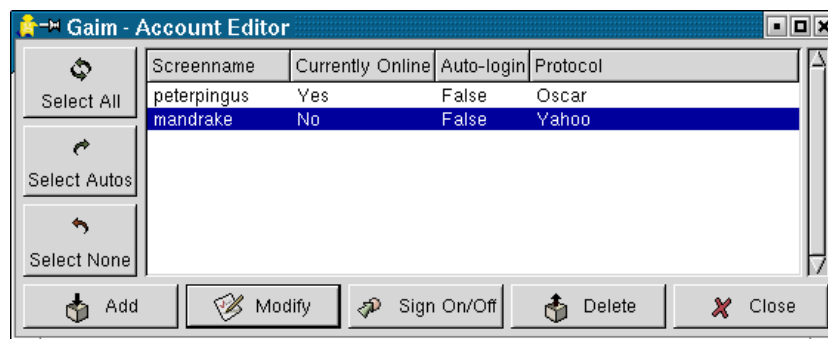 Gaim - Account Editor
Select All
Select Autos
Select None
Screenname Currently Online Auto-login Protocol
peterpingus Yes False Oscar
mandrake No False Yahoo
Add Modify Sign On/Off Delete Close